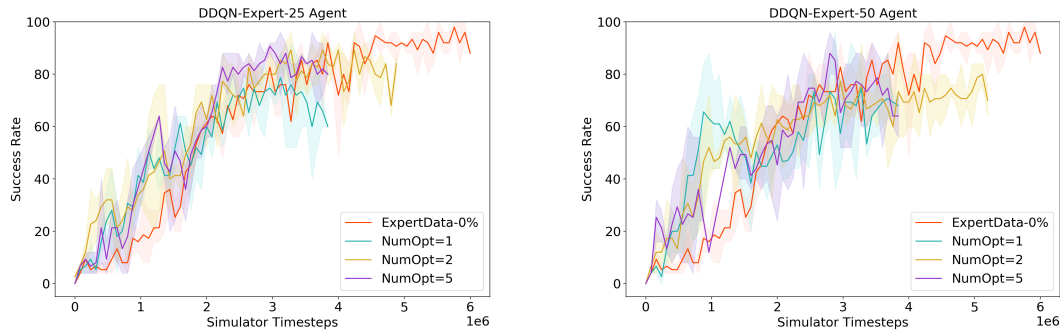 DDQN-Expert-25 Agent
Success Rate
100
80
60
40
20
0
0 1 2 3 4 5 6
1e6
Simulator Timesteps
ExpertData-0%
NumOpt=1
NumOpt=2
NumOpt=5
DDQN-Expert-50 Agent
Success Rate
100
80
60
40
20
0
0 1 2 3 4 5 6
1e6
Simulator Timesteps
ExpertData-0%
NumOpt=1
NumOpt=2
NumOpt=5